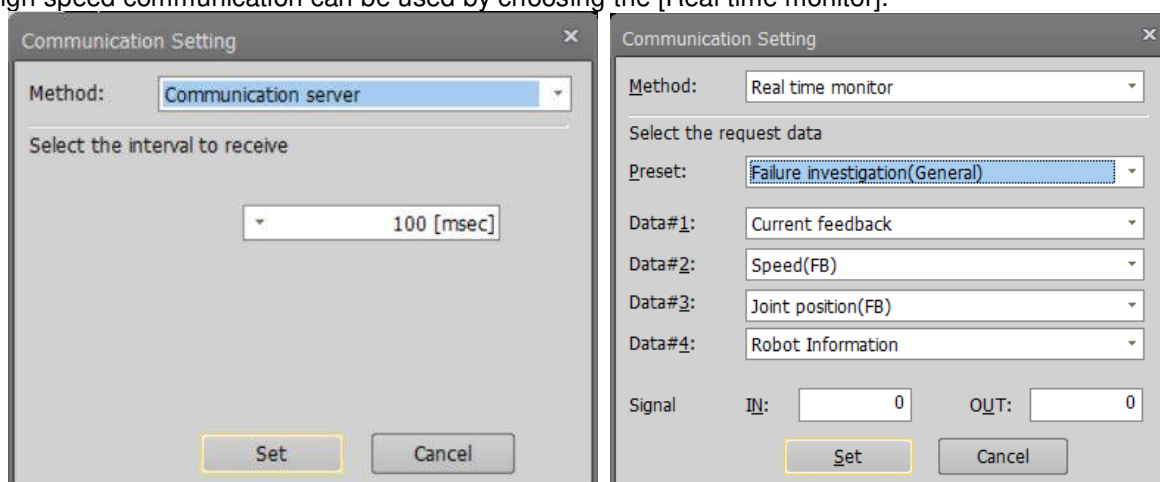 speed communication can be used by choosing the [Real time monitor].
Communication Setting
Method: Communication server
Select the interval to receive
100 [msec]
Set Cancel
Communication Setting
Method: Real time monitor
Select the request data
Preset: Failure investigation(General)
Data#1: Current feedback
Data#2: Speed(FB)
Data#3: Joint position(FB)
Data#4: Robot Information
Signal IN: 0 OUT: 0
Set Cancel